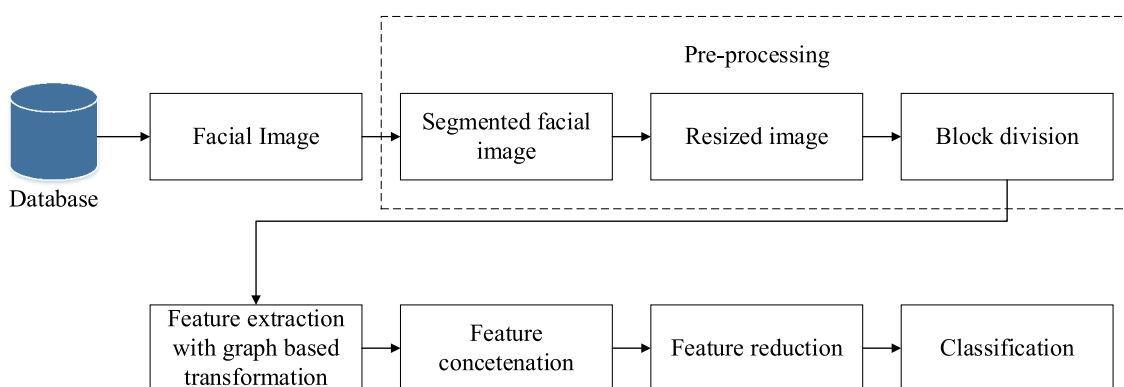 Pre-processing
Facial Image
Segmented facial
image
Resized image
Block division
Database
Feature extraction
with graph based
transformation
Feature
concetenation
Feature reduction
Classification